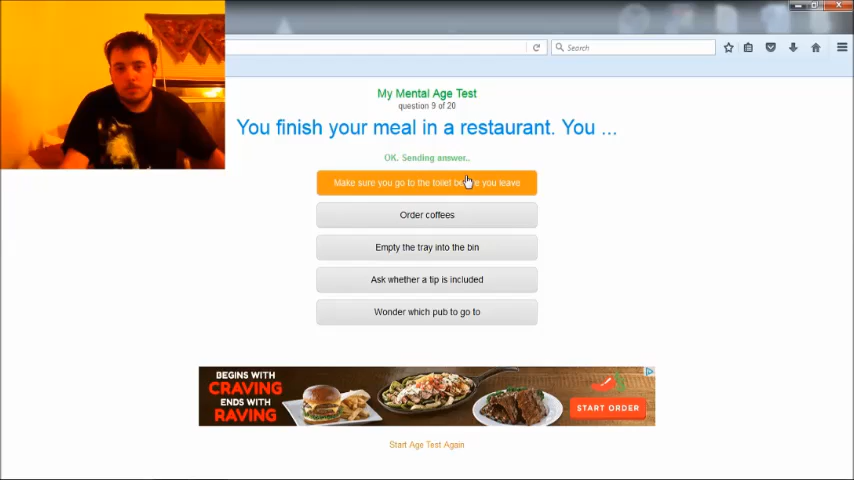 Search
My Mental Age Test
question 9 of 20
You finish your meal in a restaurant. You ...
OK. Sending answer..
Make sure you go to the toilet before you leave
Order coffees
Empty the tray into the bin
Ask whether a tip is included
Wonder which pub to go to
BEGINS WITH
CRAVING
ENDS WITH
RAVING
START ORDER
Start Age Test Again